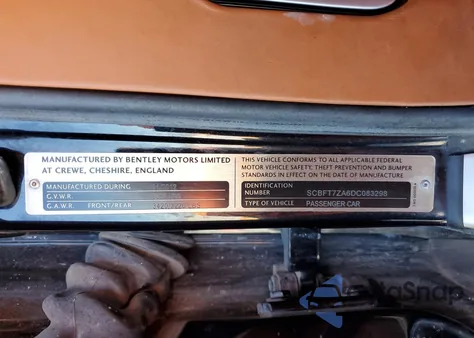 MANUFACTURED BY BENTLEY MOTORS LIMITED
AT CREWE, CHESHIRE, ENGLAND
MANUFACTURED DURING
G.V.W.R.
G.A.W.R. FRONT/REAR
THIS VEHICLE CONFORMS TO ALL APPLICABLE FEDERAL
MOTOR VEHICLE SAFETY, THEFT PREVENTION AND BUMPER
STANDARDS IN EFFECT ON THE DATE OF MANUFACTURE
IDENTIFICATION
NUMBER
SCBFT7ZA6DC083298
TYPE OF VEHICLE PASSENGER CAR